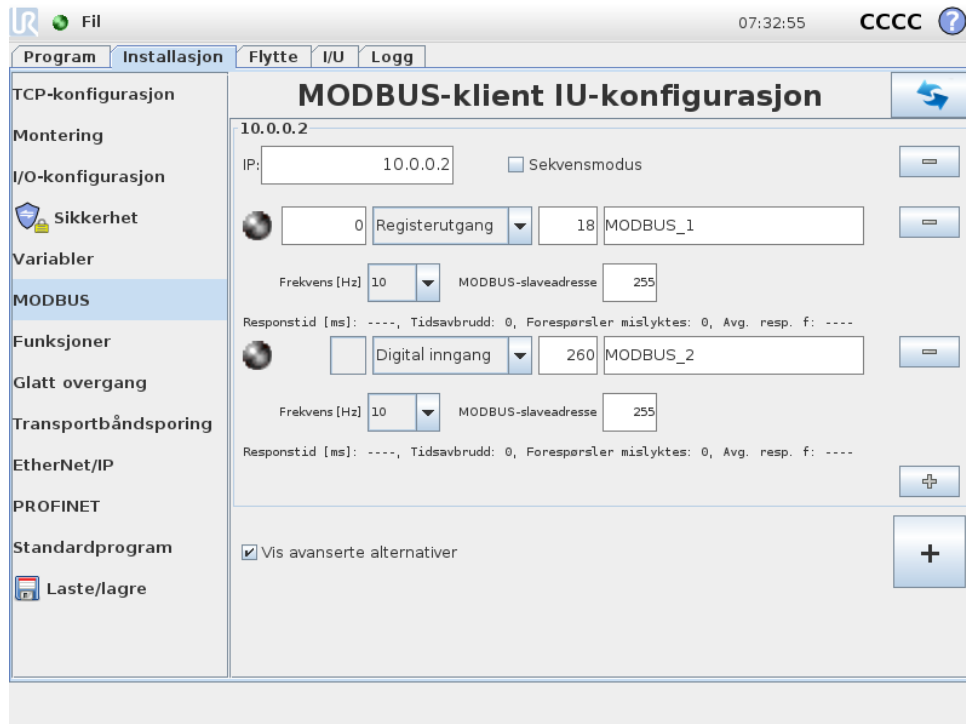 UR Fil 07:32:55 CCCC ?
Program Installasjon Flytte I/U Logg
TCP-konfigurasjon
Montering
I/O-konfigurasjon
Sikkerhet
Variabler
MODBUS
Funksjoner
Glatt overgang
Transportbåndsporing
EtherNet/IP
PROFINET
Standardprogram
Laste/lagre
MODBUS-klient IU-konfigurasjon
10.0.0.2
IP: 10.0.0.2 Sekvensmodus
0 Registerutgang 18 MODBUS_1
Frekvens [Hz] 10 MODBUS-slaveadresse 255
Responstid [ms]: ----, Tidsavbrudd: 0, Forespørsler mislyktes: 0, Avg. resp. f: ----
Digital inngang 260 MODBUS_2
Frekvens [Hz] 10 MODBUS-slaveadresse 255
Responstid [ms]: ----, Tidsavbrudd: 0, Forespørsler mislyktes: 0, Avg. resp. f: ----
Vis avanserte alternativer